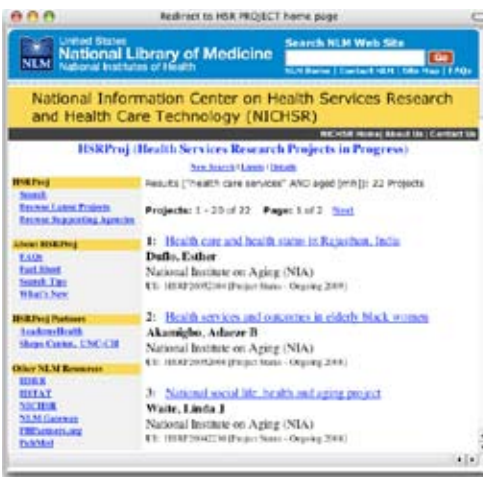 Redirect to HSR PROJECT home page
United States
National Library of Medicine
National Institutes of Health
NLM
Search NLM Web Site
Go
NLM Home | Contact NLM | Site Map | FAQs
National Information Center on Health Services Research
and Health Care Technology (NICHSR)
NICHSR Home| About Us | Contact Us
HSRProj (Health Services Research Projects in Progress)
New Search | Limits | Details
HSRProj
Search
Browse Latest Projects
Browse Supporting Agencies
About HSRProj
FAQs
Fact Sheet
Search Tips
What's New
HSRProj Partners
AcademyHealth
Sheps Center, UNC-CH
Other NLM Resources
HSRR
HSTAT
NICHSR
NLM Gateway
PHPartners.org
PubMed
Results ["health care services" AND aged [mh]): 22 Projects
Projects: 1 - 20 of 22 Page: 1 of 2 Next
1: Health care and health status in Rajasthan, India
Duflo, Esther
National Institute on Aging (NIA)
2: Health services and outcomes in elderly black women
Akamigbo, Adaeze B
National Institute on Aging (NIA)
3: National social life, health and aging project
Waite, Linda J
National Institute on Aging (NIA)